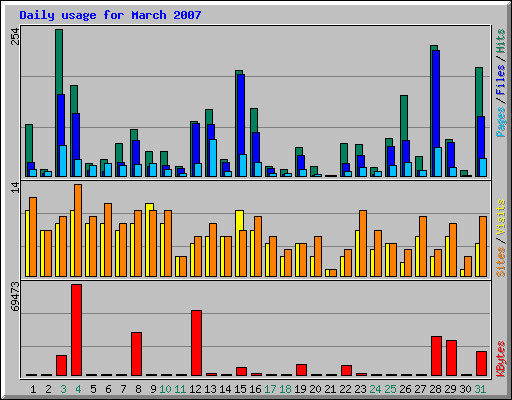 Daily usage for March 2007
254
Pages / Files / Hits
14
Sites / Visits
69473
KBytes
1 2 3 4 5 6 7 8 9 10 11 12 13 14 15 16 17 18 19 20 21 22 23 24 25 26 27 28 29 30 31